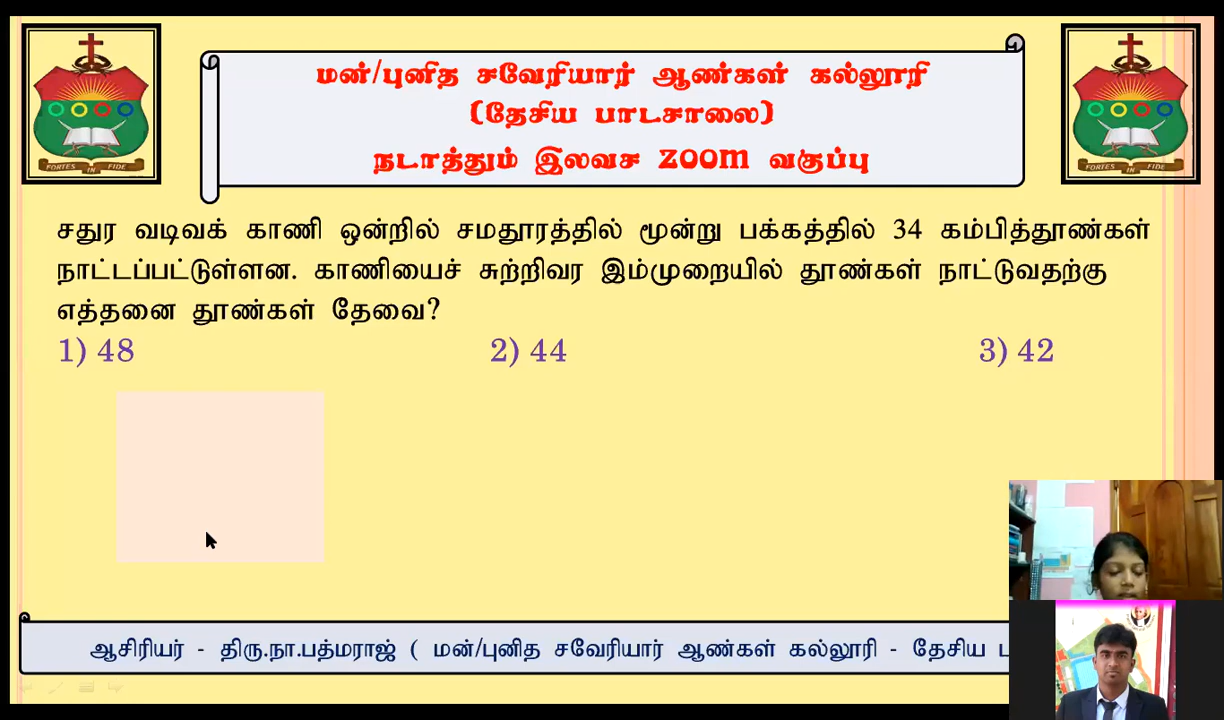 மன்/புனித சவேரியார் ஆண்கள் கல்லூரி
(தேசிய பாடசாலை)
நடாத்தும் இலவச ZOOM வகுப்பு
FORTES IN FIDE
FORTES IN FIDE
சதுர வடிவக் காணி ஒன்றில் சமதூரத்தில் மூன்று பக்கத்தில் 34 கம்பித்தூண்கள்
நாட்டப்பட்டுள்ளன. காணியைச் சுற்றிவர இம்முறையில் தூண்கள் நாட்டுவதற்கு
எத்தனை தூண்கள் தேவை?
1) 48 2) 44 3) 42
ஆசிரியர் - திரு.நா.பத்மராஜ் ( மன்/புனித சவேரியார் ஆண்கள் கல்லூரி - தேசிய